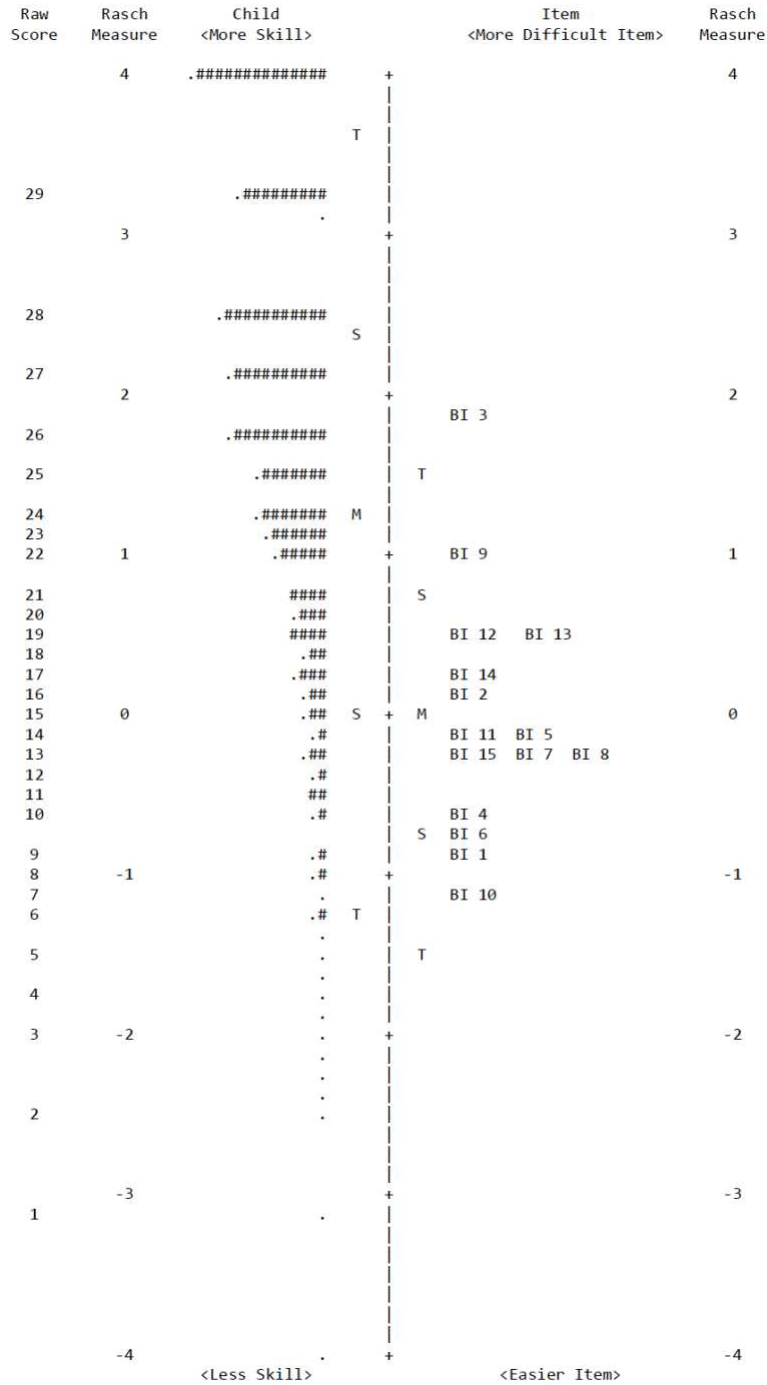 Raw Rasch Child Item Rasch
Score Measure <More Skill> <More Difficult Item> Measure
4 .############## + 4
|
|
T |
|
|
29 .######### |
. |
3 + 3
|
|
|
28 .########### |
S |
|
27 .########## |
2 + 2
| BI 3
26 .########## |
|
25 .####### | T
|
24 .####### M |
23 .###### |
22 1 .##### + BI 9 1
|
21 #### | S
20 .### |
19 #### | BI 12 BI 13
18 .## |
17 .### | BI 14
16 .## | BI 2
15 0 .## S + M 0
14 .# | BI 11 BI 5
13 .## | BI 15 BI 7 BI 8
12 .# |
11 ## |
10 .# | BI 4
| S BI 6
9 .# | BI 1
8 -1 .# + -1
7 . | BI 10
6 .# T |
. |
5 . | T
. |
4 . |
. |
3 -2 . + -2
. |
. |
. |
2 . |
|
|
|
-3 + -3
1 . |
|
|
|
|
|
|
-4 . + -4
<Less Skill> <Easier Item>